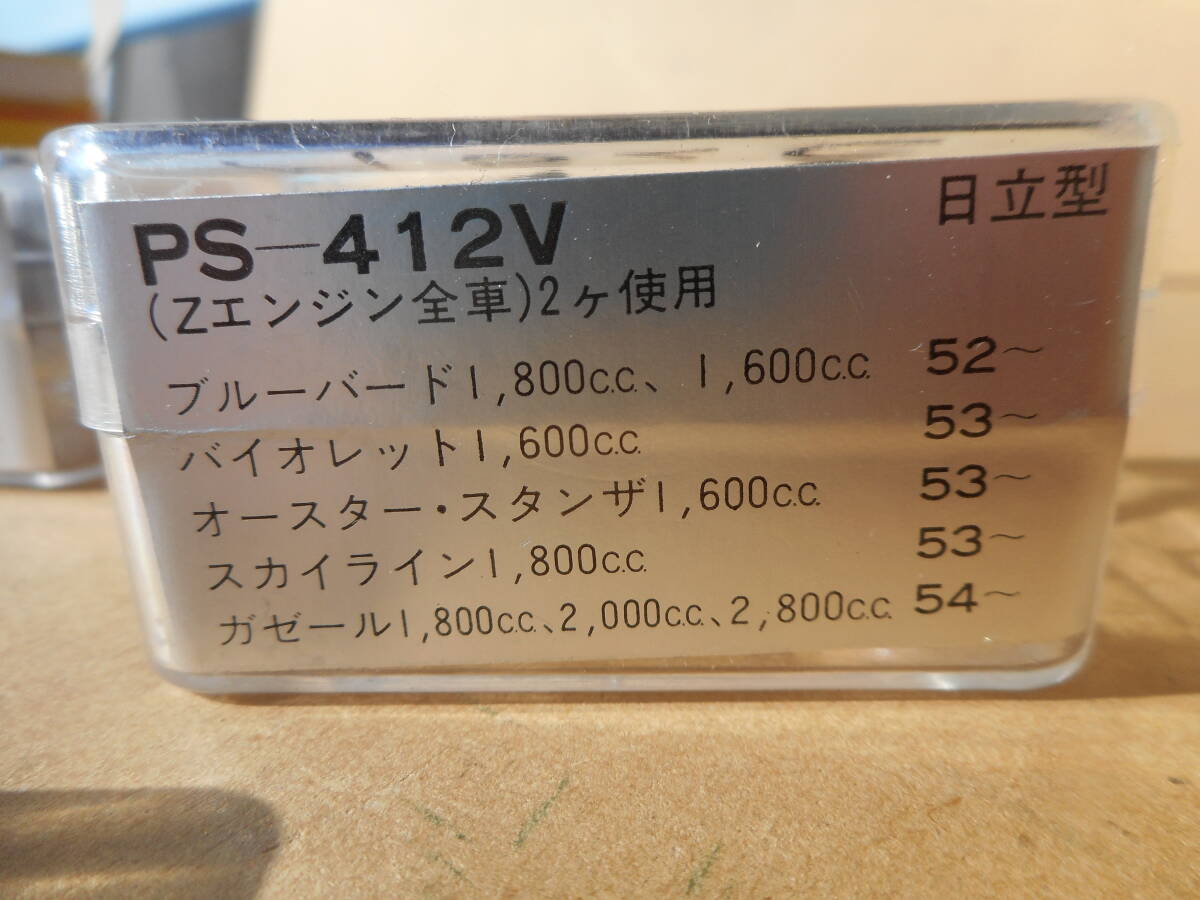 PS—412V 日立型
(Zエンジン全車)2ヶ使用
ブルーバード1,800c.c.、1,600c.c. 52〜
バイオレット1,600c.c. 53〜
オースター・スタンザ1,600c.c. 53〜
スカイライン1,800c.c. 53〜
ガゼール1,800c.c.、2,000c.c.、2,800c.c. 54〜